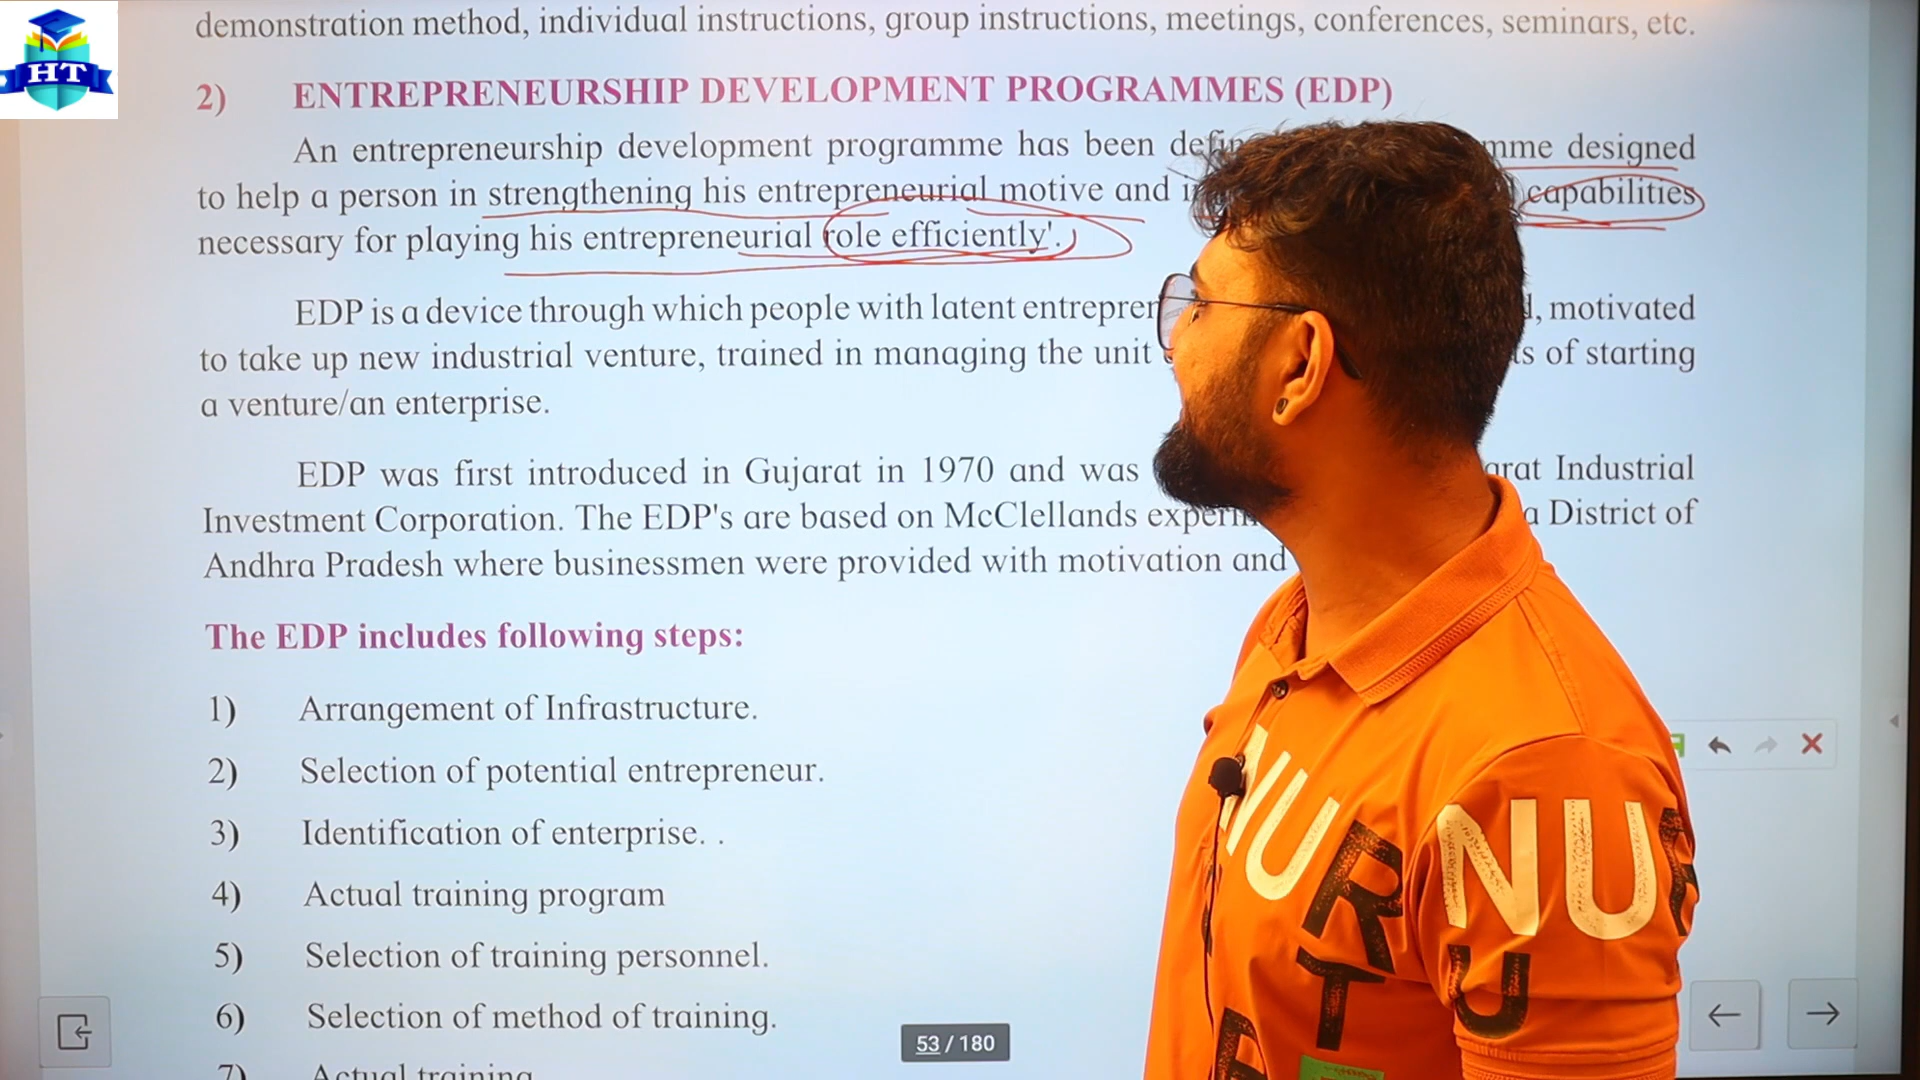 HT
demonstration method, individual instructions, group instructions, meetings, conferences, seminars, etc.
2) ENTREPRENEURSHIP DEVELOPMENT PROGRAMMES (EDP)
An entrepreneurship development programme has been designed
to help a person in strengthening his entrepreneurial motive and capabilities
necessary for playing his entrepreneurial role efficiently'.
EDP is a device through which people with latent motivated
to take up new industrial venture, trained in managing the unit of starting
a venture/an enterprise.
EDP was first introduced in Gujarat in 1970 and was Industrial
Investment Corporation. The EDP's are based on McClellands District of
Andhra Pradesh where businessmen were provided with motivation and
The EDP includes following steps:
1) Arrangement of Infrastructure.
2) Selection of potential entrepreneur.
3) Identification of enterprise. .
4) Actual training program
5) Selection of training personnel.
6) Selection of method of training.
7) Actual training
53 / 180
NURTU
NU